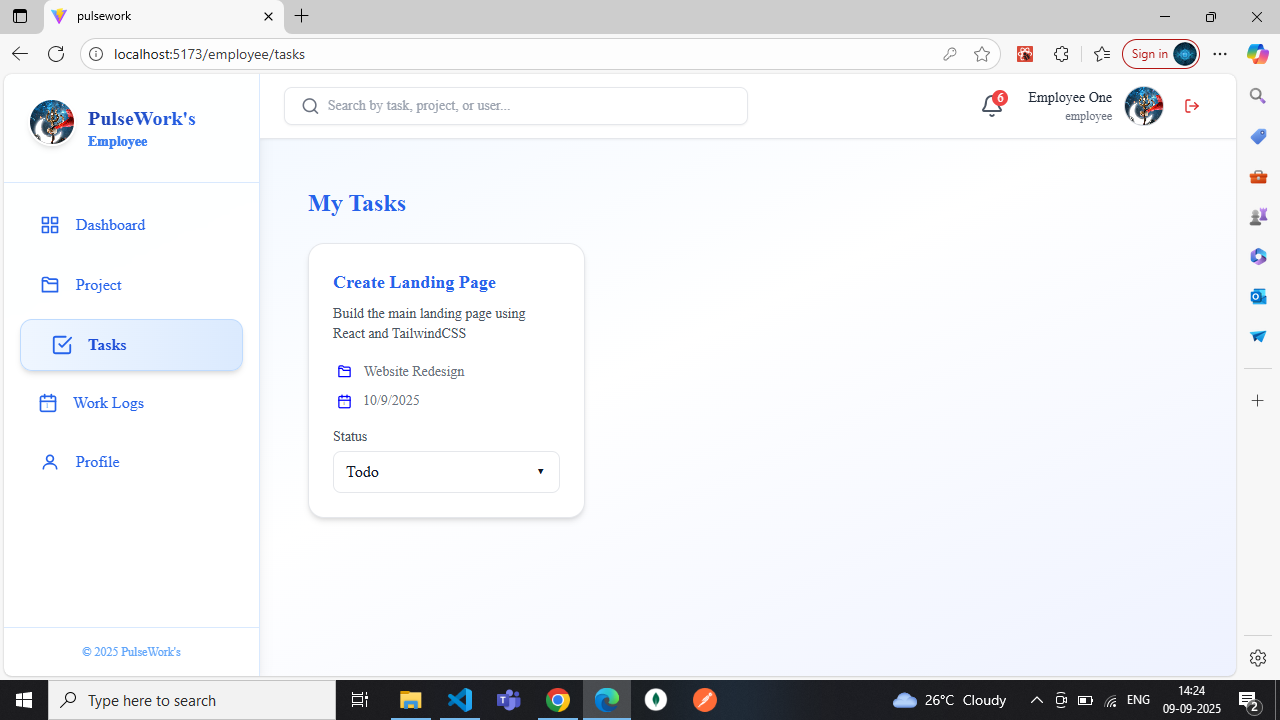 pulsework
localhost:5173/employee/tasks
Sign in
PulseWork's
Employee
Search by task, project, or user...
6
Employee One
employee
Dashboard
Project
Tasks
Work Logs
Profile
© 2025 PulseWork's
My Tasks
Create Landing Page
Build the main landing page using
React and TailwindCSS
Website Redesign
10/9/2025
Status
Todo
Type here to search
26°C Cloudy
ENG
14:24
09-09-2025
2